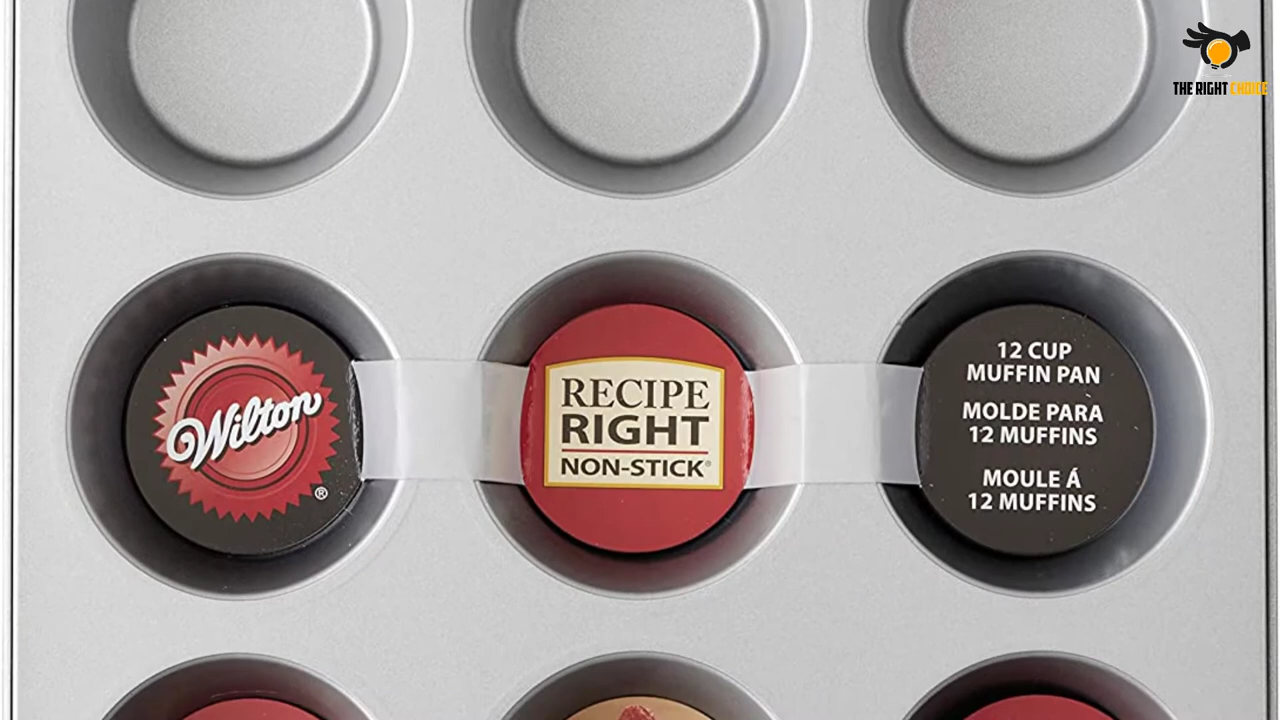 THE RIGHT CHOICE
Wilton
®
RECIPE
RIGHT
NON-STICK®
12 CUP
MUFFIN PAN
MOLDE PARA
12 MUFFINS
MOULE Á
12 MUFFINS